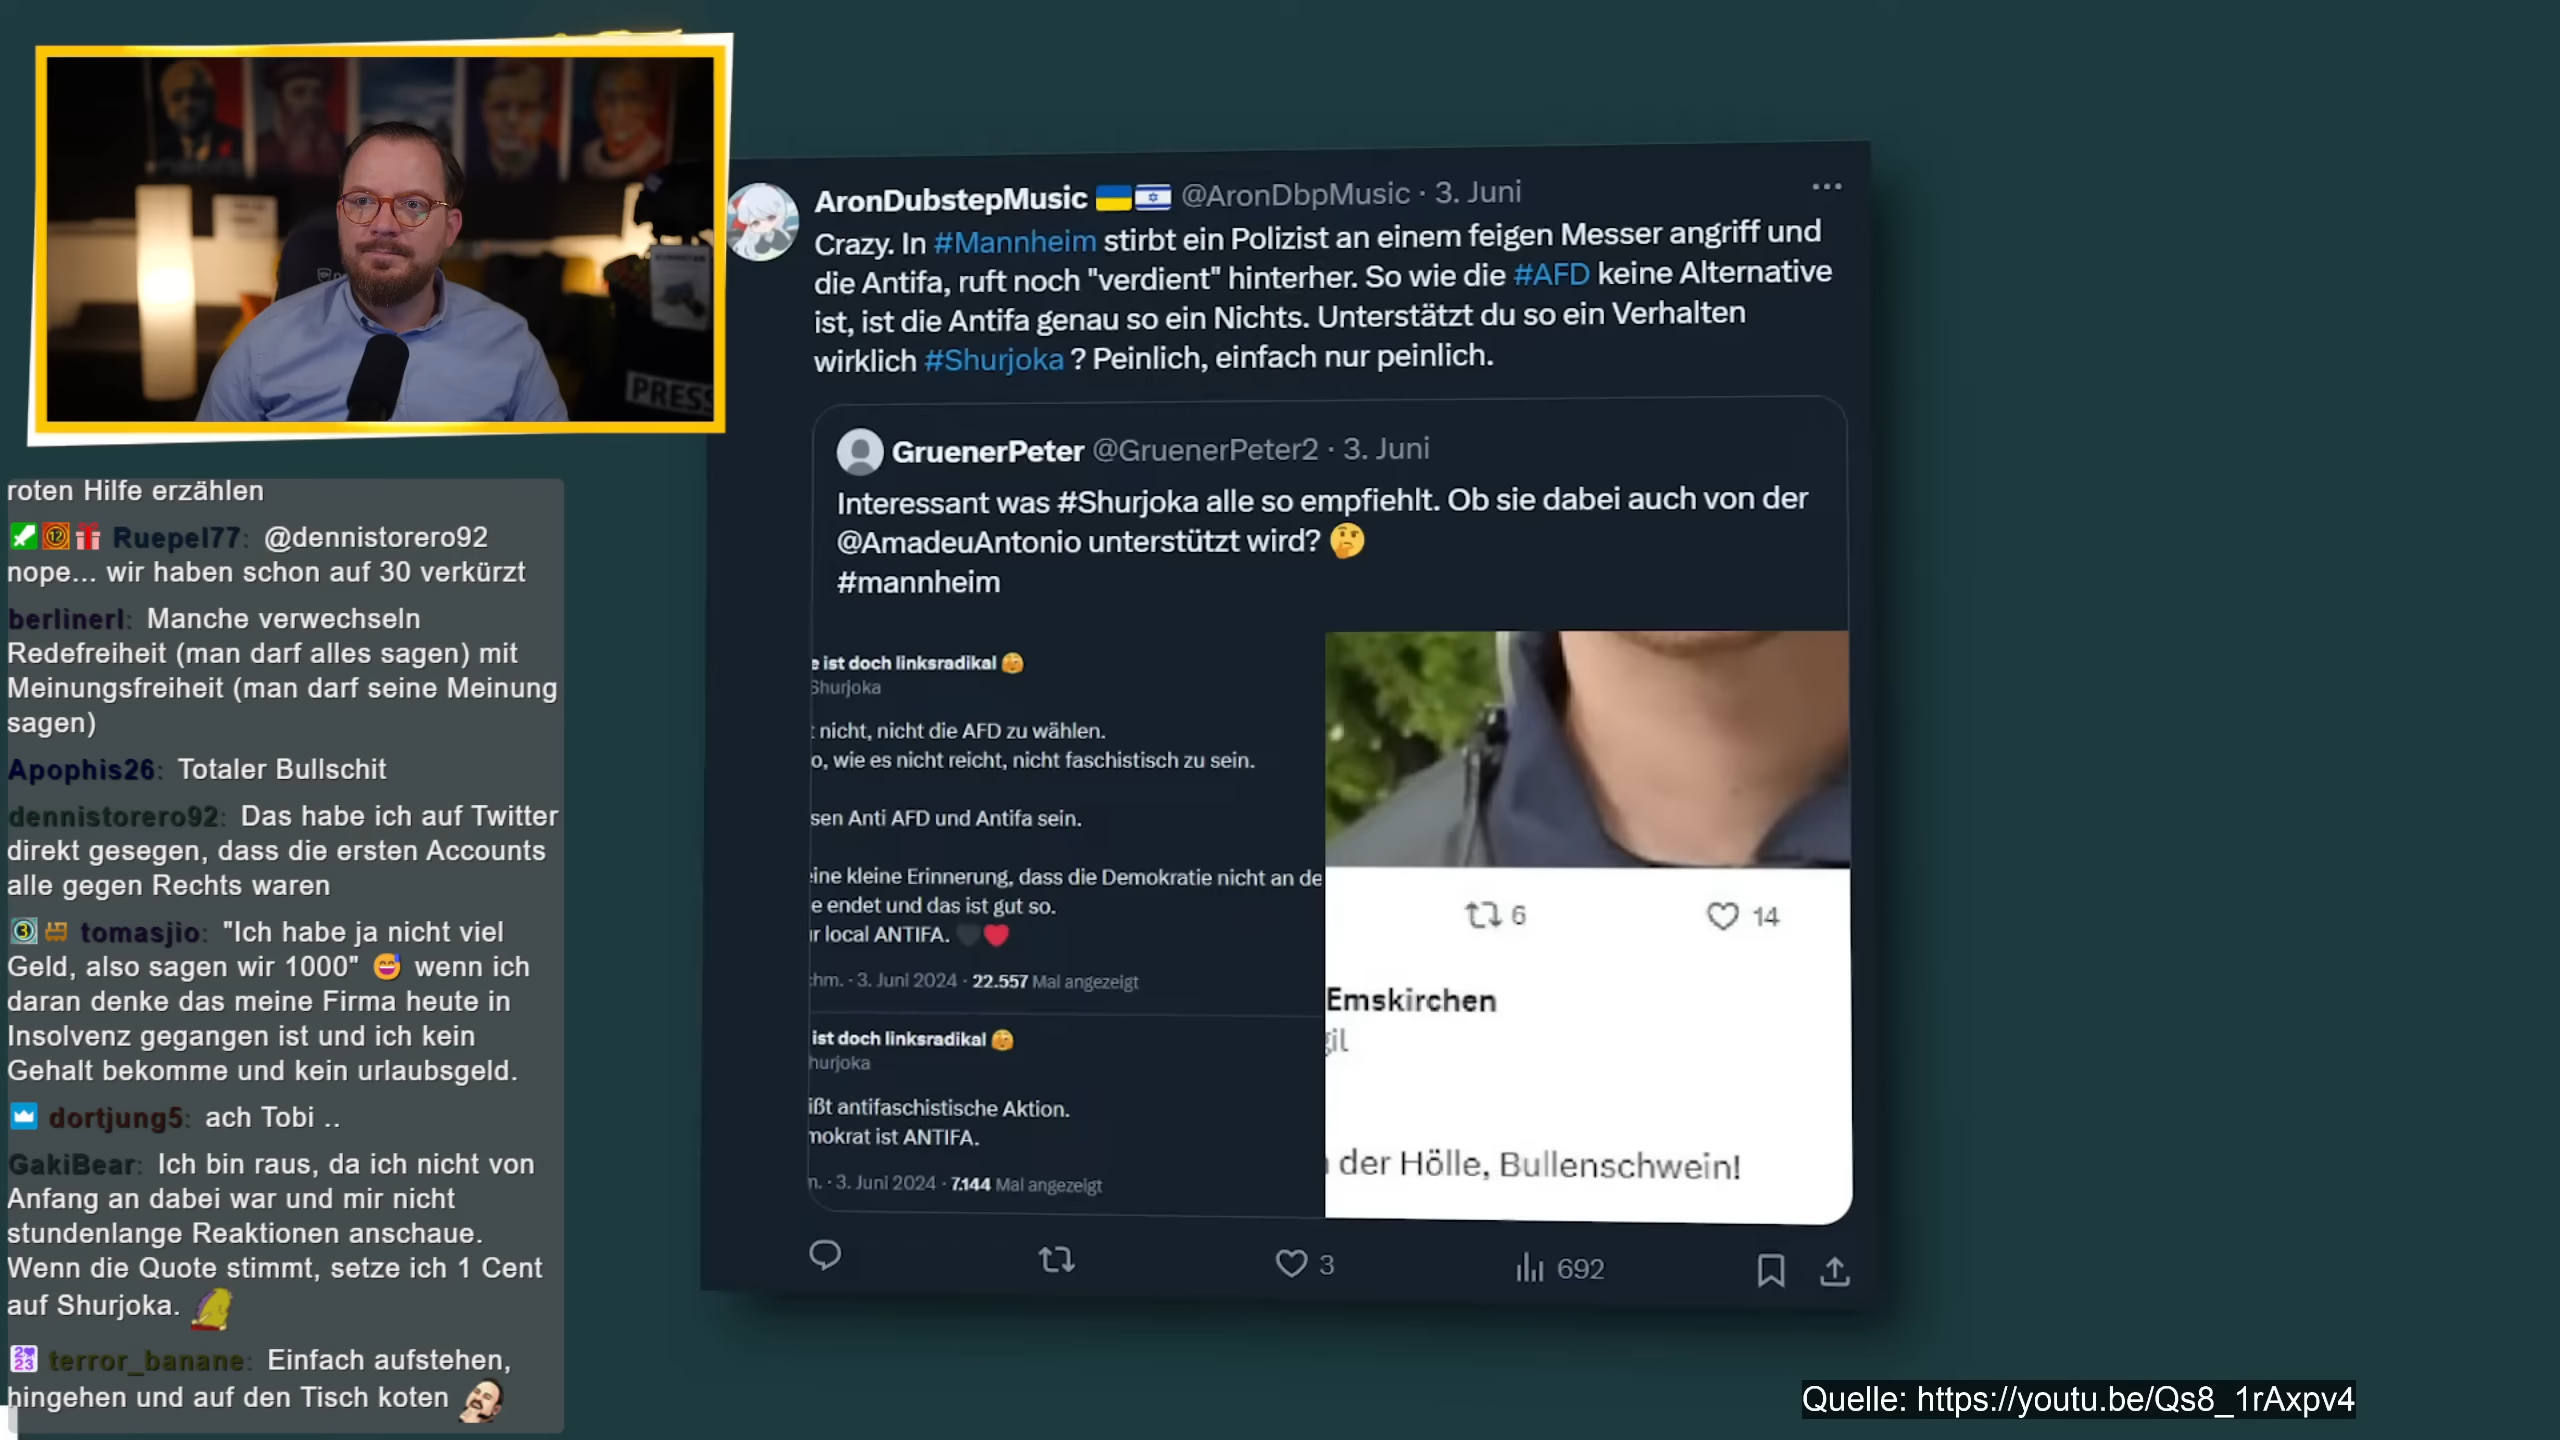 PRESS
roten Hilfe erzählen
Ruepel77: @dennistorero92
nope... wir haben schon auf 30 verkürzt
berlinerl: Manche verwechseln
Redefreiheit (man darf alles sagen) mit
Meinungsfreiheit (man darf seine Meinung
sagen)
Apophis26: Totaler Bullschit
dennistorero92: Das habe ich auf Twitter
direkt gesegen, dass die ersten Accounts
alle gegen Rechts waren
tomasjio: "Ich habe ja nicht viel
Geld, also sagen wir 1000" 😅 wenn ich
daran denke das meine Firma heute in
Insolvenz gegangen ist und ich kein
Gehalt bekomme und kein urlaubsgeld.
dortjung5: ach Tobi ..
GakiBear: Ich bin raus, da ich nicht von
Anfang an dabei war und mir nicht
stundenlange Reaktionen anschaue.
Wenn die Quote stimmt, setze ich 1 Cent
auf Shurjoka.
terror_banane: Einfach aufstehen,
hingehen und auf den Tisch koten
AronDubstepMusic 🇺🇦🇮🇱 @AronDbpMusic · 3. Juni
Crazy. In #Mannheim stirbt ein Polizist an einem feigen Messer angriff und
die Antifa, ruft noch "verdient" hinterher. So wie die #AFD keine Alternative
ist, ist die Antifa genau so ein Nichts. Unterstätzt du so ein Verhalten
wirklich #Shurjoka ? Peinlich, einfach nur peinlich.
GruenerPeter @GruenerPeter2 · 3. Juni
Interessant was #Shurjoka alle so empfiehlt. Ob sie dabei auch von der
@AmadeuAntonio unterstützt wird? 🤔
#mannheim
e ist doch linksradikal
Shurjoka
t nicht, nicht die AFD zu wählen.
o, wie es nicht reicht, nicht faschistisch zu sein.
sen Anti AFD und Antifa sein.
ine kleine Erinnerung, dass die Demokratie nicht an de
e endet und das ist gut so.
r local ANTIFA. 🖤❤️
hm. · 3. Juni 2024 · 22.557 Mal angezeigt
ist doch linksradikal
hurjoka
ißt antifaschistische Aktion.
mokrat ist ANTIFA.
n. · 3. Juni 2024 · 7.144 Mal angezeigt
6 14
Emskirchen
gil
der Hölle, Bullenschwein!
3 692
Quelle: https://youtu.be/Qs8_1rAxpv4